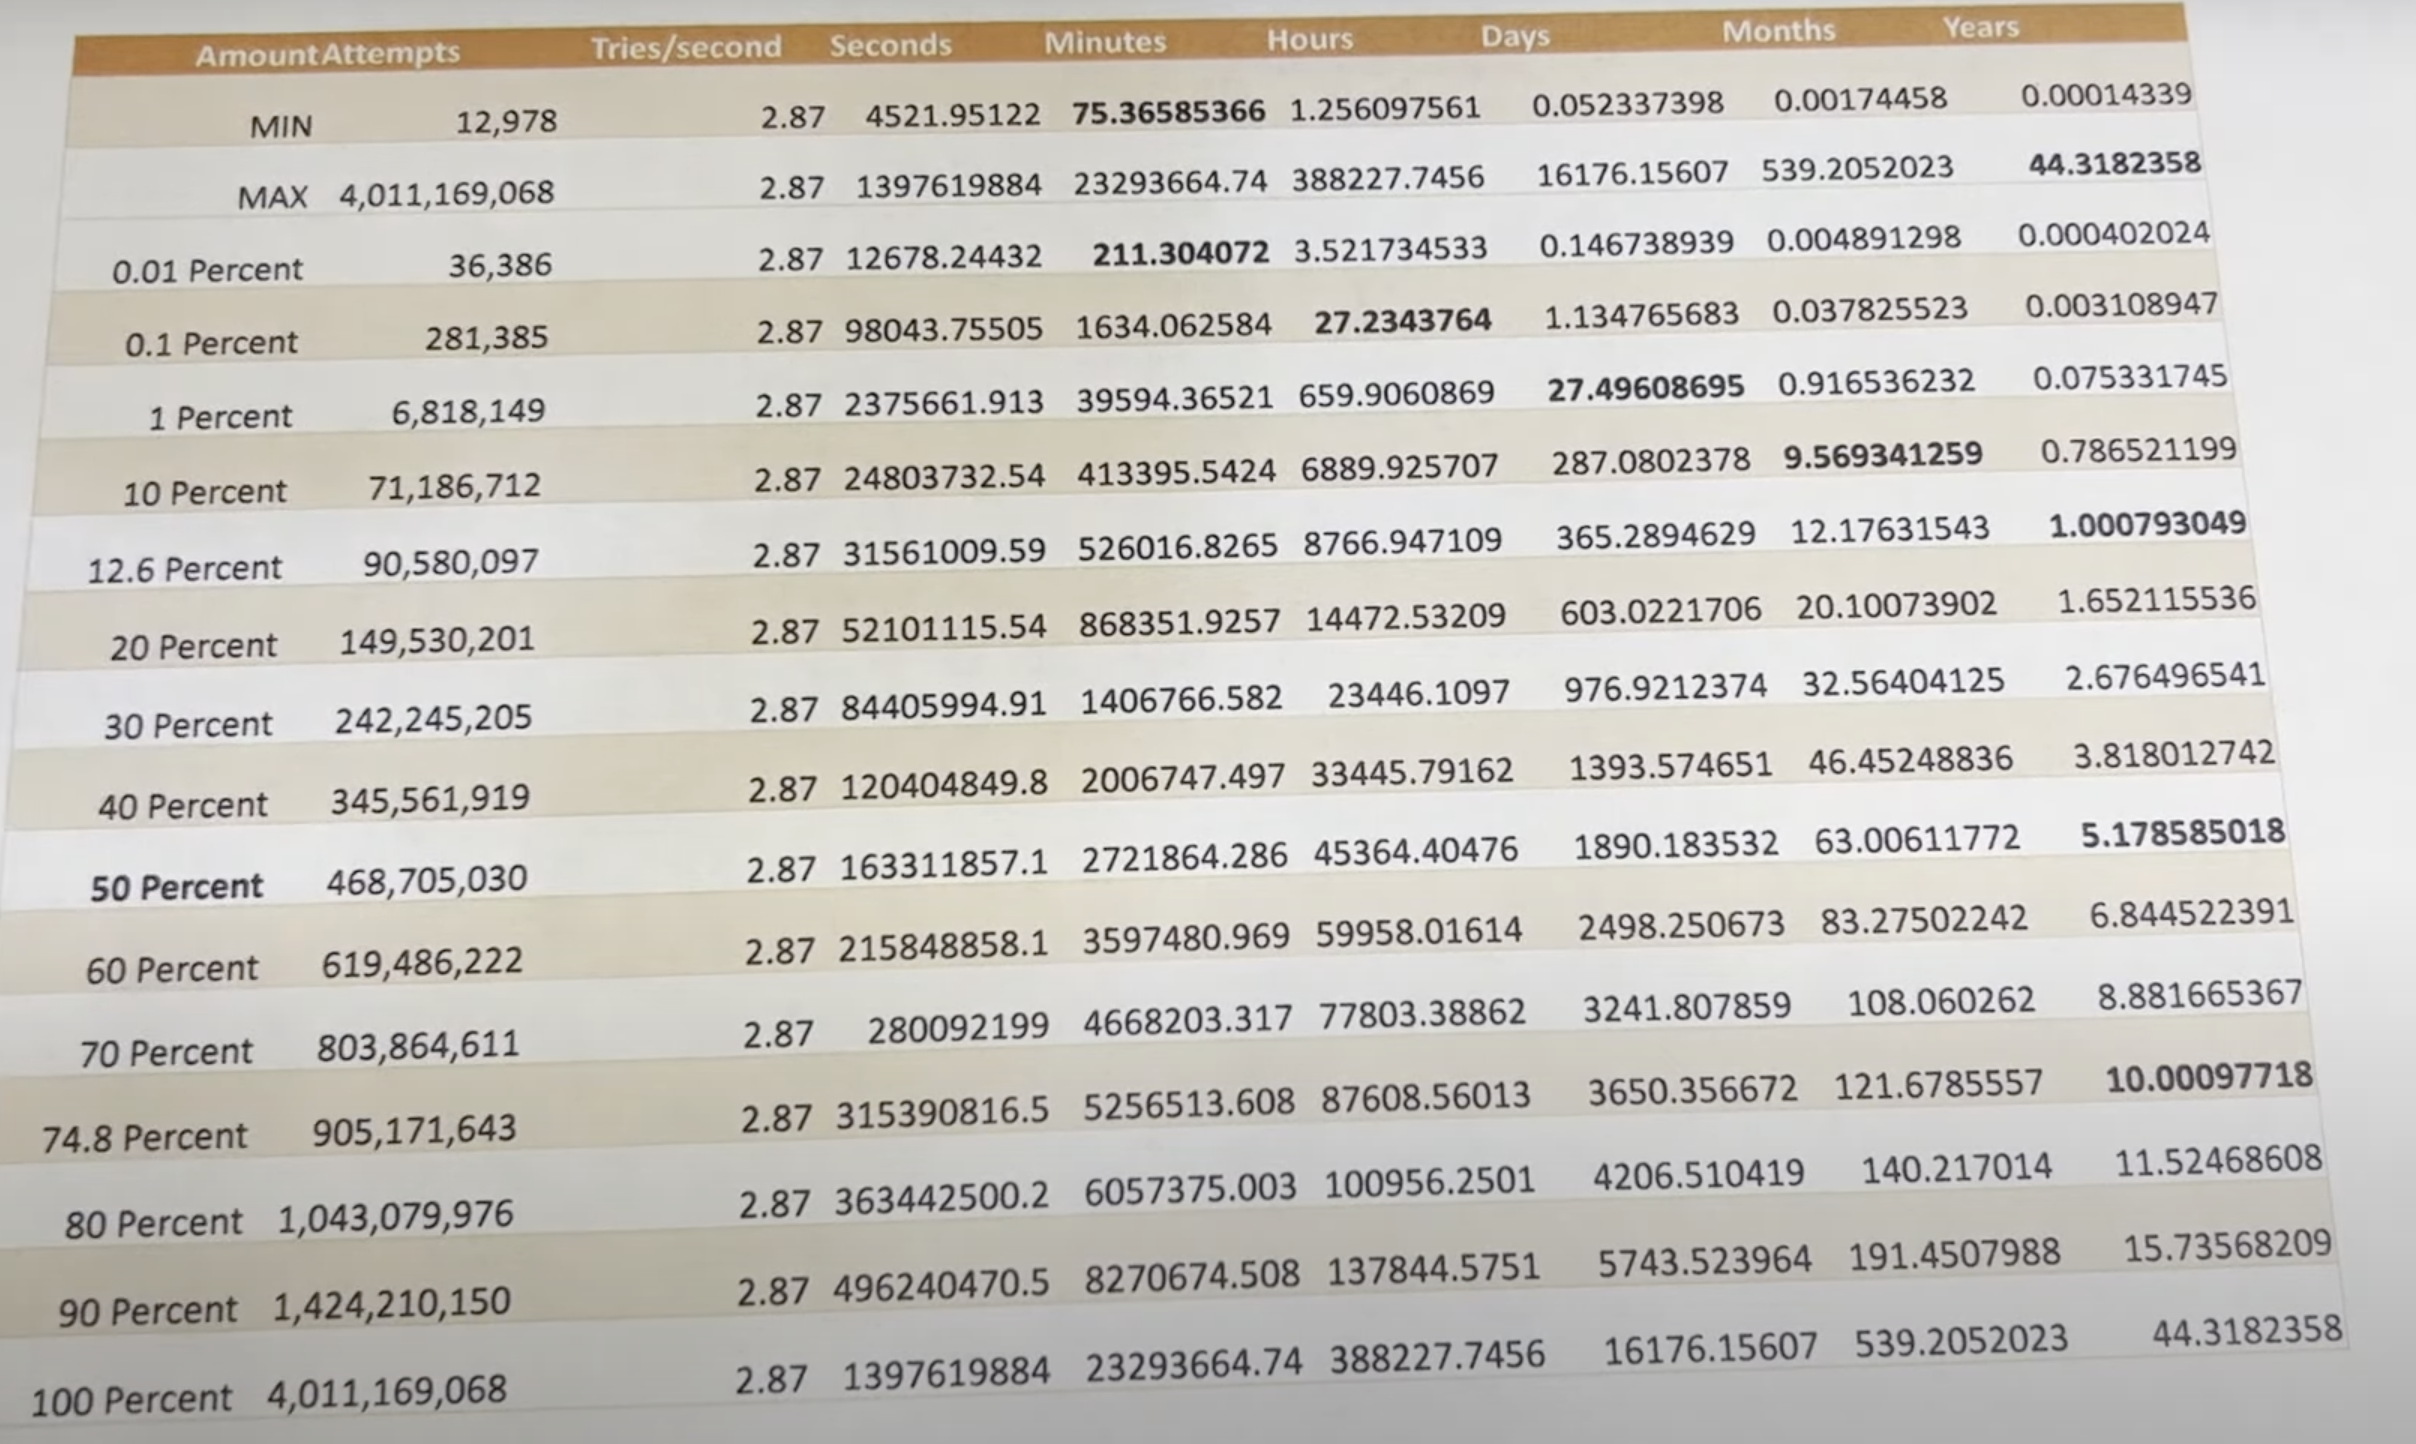 Amount Attempts Tries/second Seconds Minutes Hours Days Months Years
MIN 12,978 2.87 4521.95122 75.36585366 1.256097561 0.052337398 0.00174458 0.00014339
MAX 4,011,169,068 2.87 1397619884 23293664.74 388227.7456 16176.15607 539.2052023 44.3182358
0.01 Percent 36,386 2.87 12678.24432 211.304072 3.521734533 0.146738939 0.004891298 0.000402024
0.1 Percent 281,385 2.87 98043.75505 1634.062584 27.2343764 1.134765683 0.037825523 0.003108947
1 Percent 6,818,149 2.87 2375661.913 39594.36521 659.9060869 27.49608695 0.916536232 0.075331745
10 Percent 71,186,712 2.87 24803732.54 413395.5424 6889.925707 287.0802378 9.569341259 0.786521199
12.6 Percent 90,580,097 2.87 31561009.59 526016.8265 8766.947109 365.2894629 12.17631543 1.000793049
20 Percent 149,530,201 2.87 52101115.54 868351.9257 14472.53209 603.0221706 20.10073902 1.652115536
30 Percent 242,245,205 2.87 84405994.91 1406766.582 23446.1097 976.9212374 32.56404125 2.676496541
40 Percent 345,561,919 2.87 120404849.8 2006747.497 33445.79162 1393.574651 46.45248836 3.818012742
50 Percent 468,705,030 2.87 163311857.1 2721864.286 45364.40476 1890.183532 63.00611772 5.178585018
60 Percent 619,486,222 2.87 215848858.1 3597480.969 59958.01614 2498.250673 83.27502242 6.844522391
70 Percent 803,864,611 2.87 280092199 4668203.317 77803.38862 3241.807859 108.060262 8.881665367
74.8 Percent 905,171,643 2.87 315390816.5 5256513.608 87608.56013 3650.356672 121.6785557 10.00097718
80 Percent 1,043,079,976 2.87 363442500.2 6057375.003 100956.2501 4206.510419 140.217014 11.52468608
90 Percent 1,424,210,150 2.87 496240470.5 8270674.508 137844.5751 5743.523964 191.4507988 15.73568209
100 Percent 4,011,169,068 2.87 1397619884 23293664.74 388227.7456 16176.15607 539.2052023 44.3182358